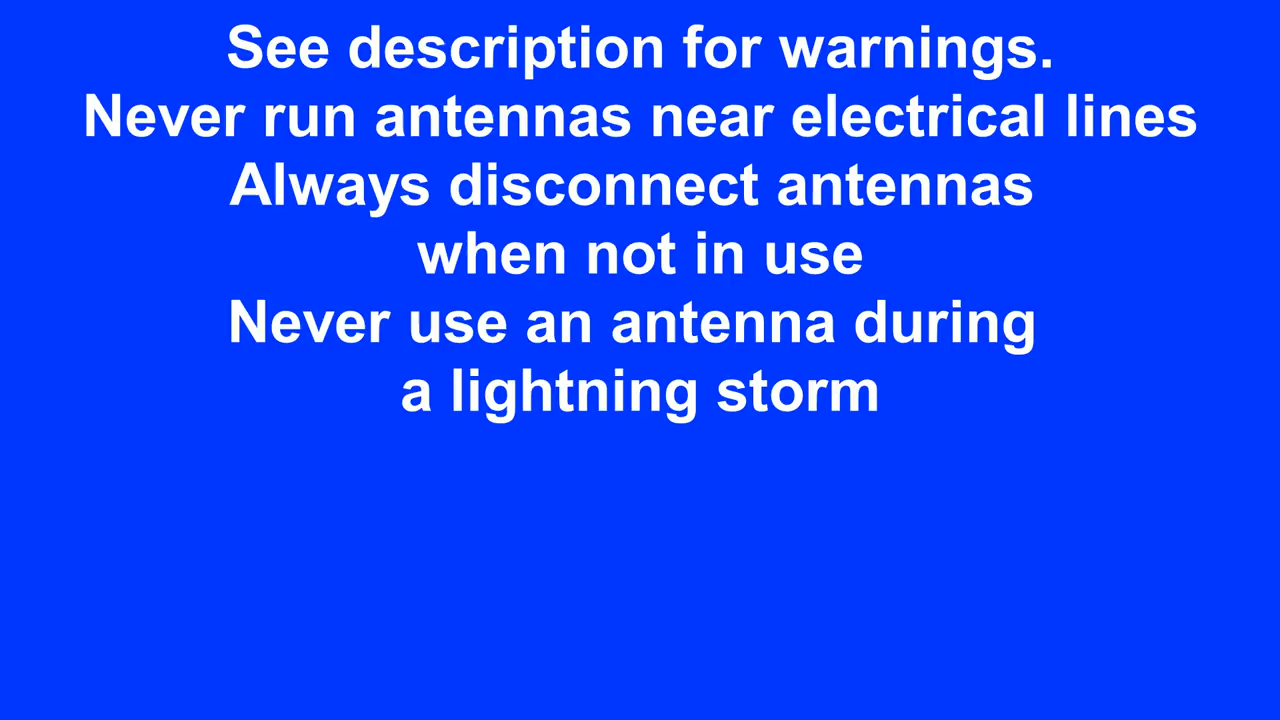 See description for warnings.
Never run antennas near electrical lines
Always disconnect antennas
when not in use
Never use an antenna during
a lightning storm